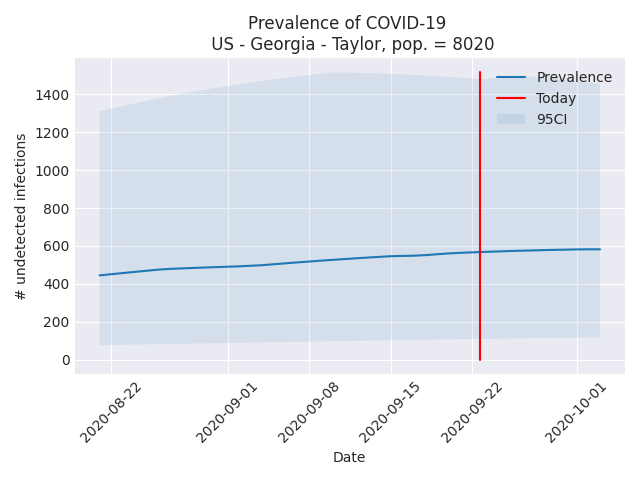 Prevalence of COVID-19
US - Georgia - Taylor, pop. = 8020
Prevalence
Today
95CI
# undetected infections
1400
1200
1000
800
600
400
200
0
2020-08-22
2020-09-01
2020-09-08
2020-09-15
2020-09-22
2020-10-01
Date